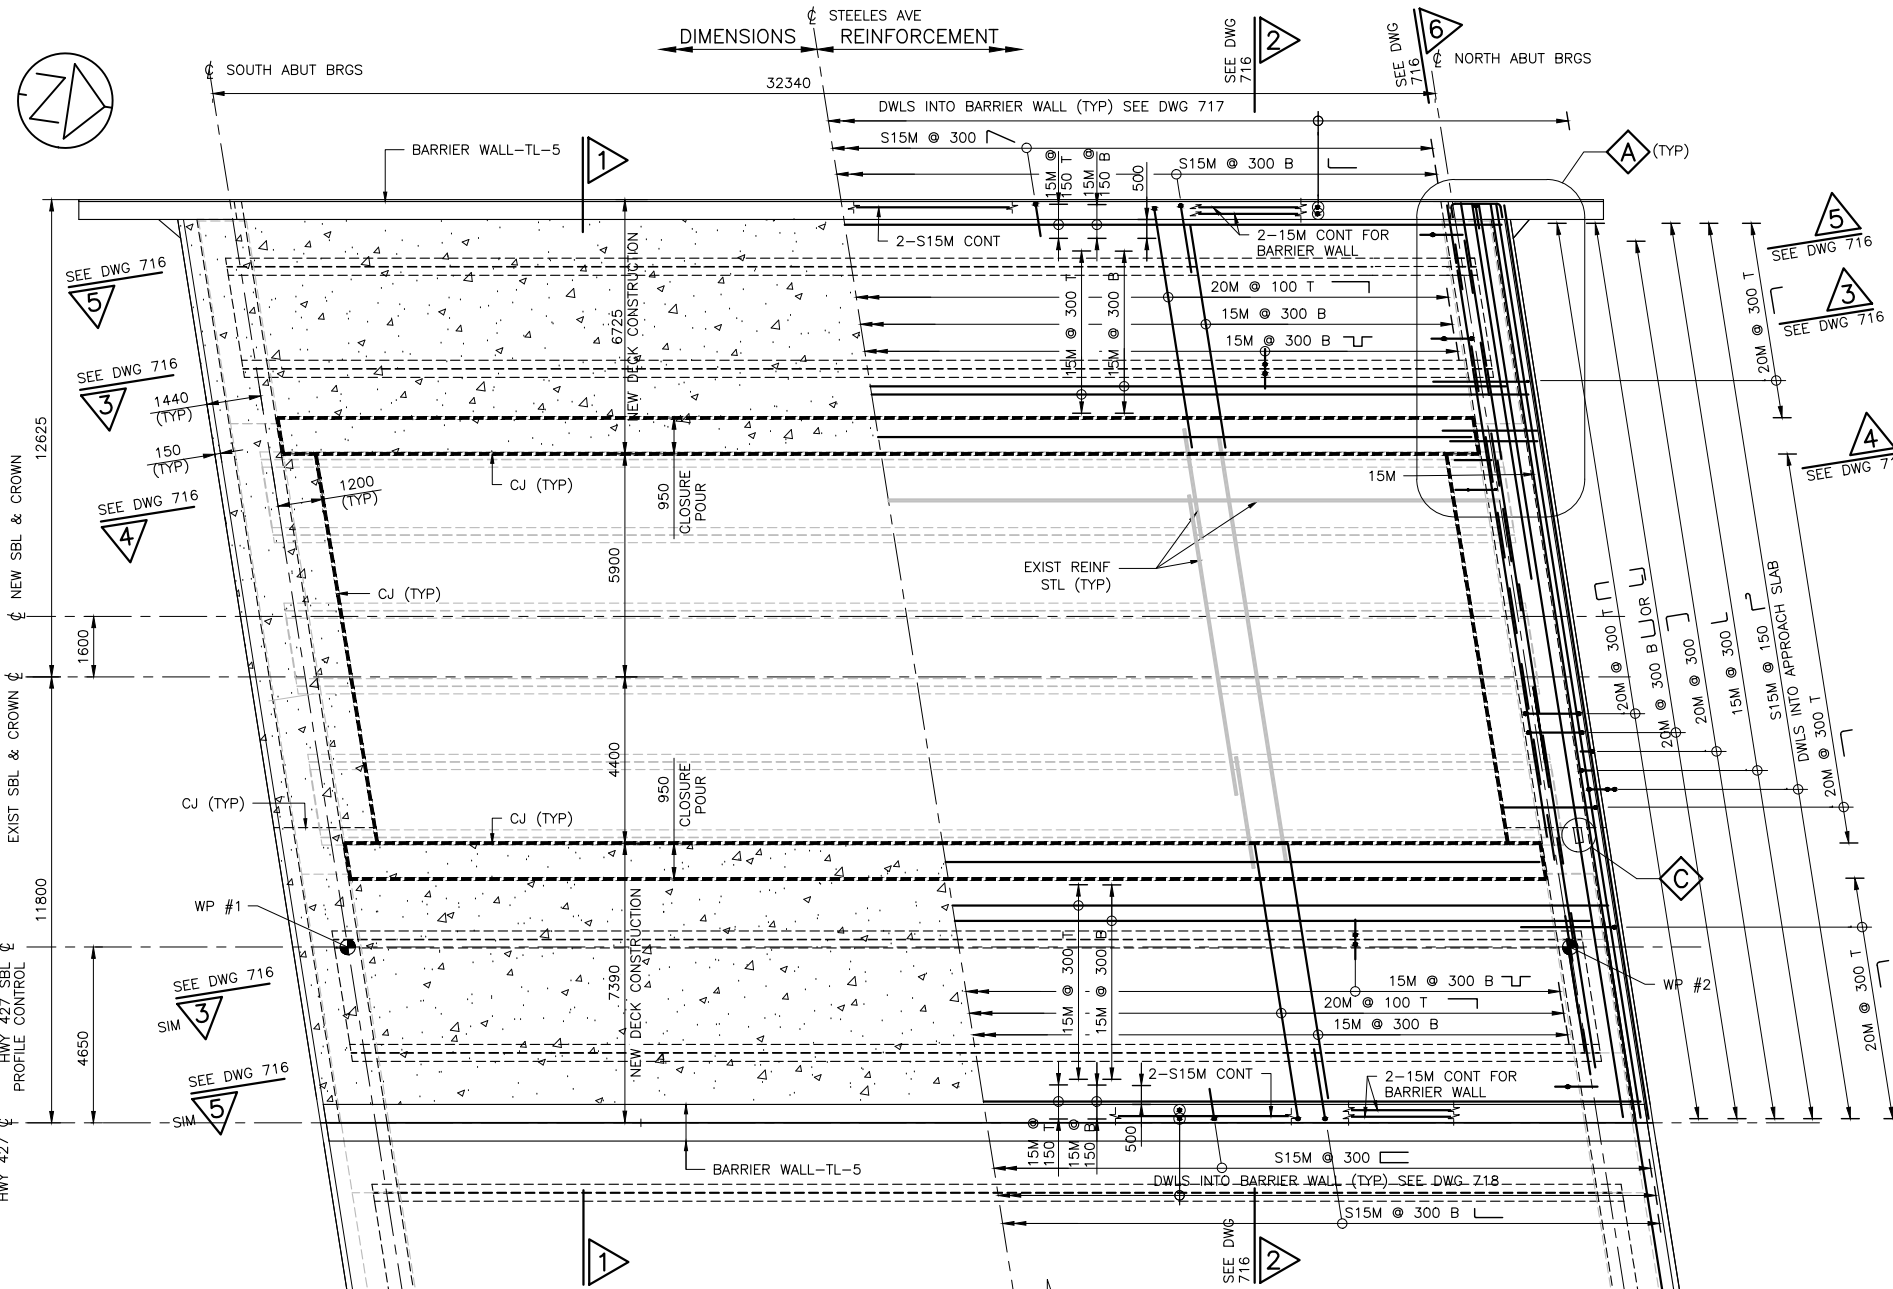 ℄ STEELES AVE
DIMENSIONS
REINFORCEMENT
SEE DWG
716
2
SEE DWG
716
6
℄ NORTH ABUT BRGS
N
℄ SOUTH ABUT BRGS
32340
DWLS INTO BARRIER WALL (TYP) SEE DWG 717
S15M @ 300
BARRIER WALL-TL-5
1
15M @
150 T
15M @
150 B
500
S15M @ 300 B
A
(TYP)
2-S15M CONT
2-15M CONT FOR
BARRIER WALL
5
SEE DWG 716
SEE DWG 716
5
NEW DECK CONSTRUCTION
6725
15M @ 300 T
15M @ 300 B
20M @ 100 T
15M @ 300 B
15M @ 300 B
20M @ 300 T
3
SEE DWG 716
SEE DWG 716
3
1440
(TYP)
150
(TYP)
12625
4
SEE DWG 71
SEE DWG 716
4
1200
(TYP)
CJ (TYP)
950
CLOSURE
POUR
15M
℄ NEW SBL & CROWN
5900
EXIST REINF
STL (TYP)
CJ (TYP)
1600
EXIST SBL & CROWN ℄
20M @ 300 T
20M @ 300 B OR
20M @ 300
15M @ 300
S15M @ 150
DWLS INTO APPROACH SLAB
20M @ 300 T
4400
950
CLOSURE
POUR
CJ (TYP)
CJ (TYP)
C
11800
WP #1
NEW DECK CONSTRUCTION
7390
15M @ 300 T
15M @ 300 B
15M @ 300 B
20M @ 100 T
15M @ 300 B
WP #2
20M @ 300 T
HWY 427 SBL ℄
PROFILE CONTROL
4650
SEE DWG 716
3
SIM
SEE DWG 716
5
SIM
HWY 427 ℄
2-S15M CONT
2-15M CONT FOR
BARRIER WALL
15M @
150 T
15M @
150 B
500
BARRIER WALL-TL-5
S15M @ 300
DWLS INTO BARRIER WALL (TYP) SEE DWG 718
S15M @ 300 B
1
SEE DWG
716
2